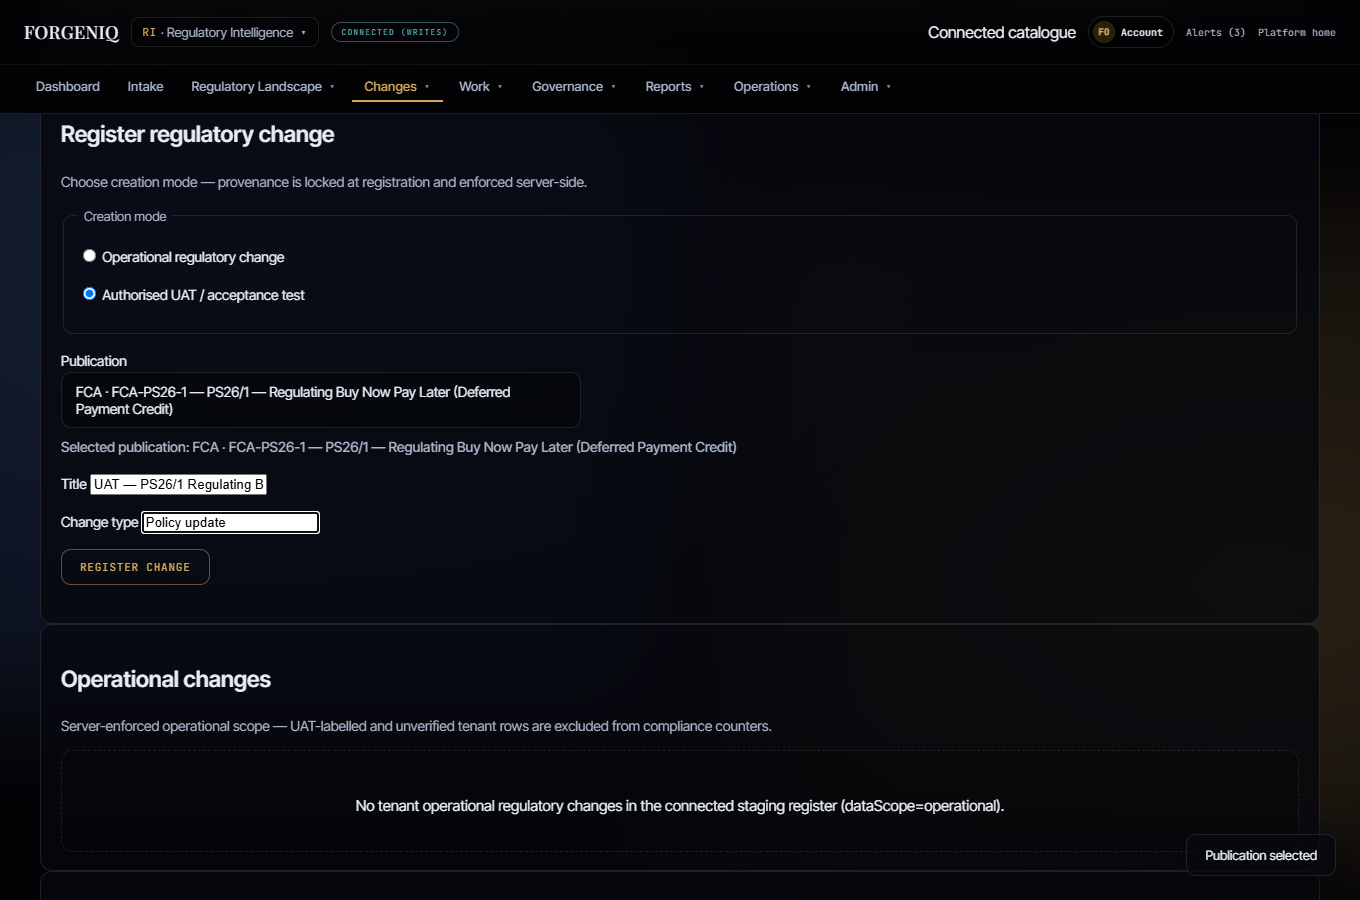 FORGENIQ
RI · Regulatory Intelligence ▾
CONNECTED (WRITES)
Connected catalogue
FO Account
Alerts (3)
Platform home
Dashboard
Intake
Regulatory Landscape ▾
Changes ▾
Work ▾
Governance ▾
Reports ▾
Operations ▾
Admin ▾
Register regulatory change
Choose creation mode — provenance is locked at registration and enforced server-side.
Creation mode
Operational regulatory change
Authorised UAT / acceptance test
Publication
FCA · FCA-PS26-1 — PS26/1 — Regulating Buy Now Pay Later (Deferred
Payment Credit)
Selected publication: FCA · FCA-PS26-1 — PS26/1 — Regulating Buy Now Pay Later (Deferred Payment Credit)
Title UAT — PS26/1 Regulating B
Change type Policy update
REGISTER CHANGE
Operational changes
Server-enforced operational scope — UAT-labelled and unverified tenant rows are excluded from compliance counters.
No tenant operational regulatory changes in the connected staging register (dataScope=operational).
Publication selected